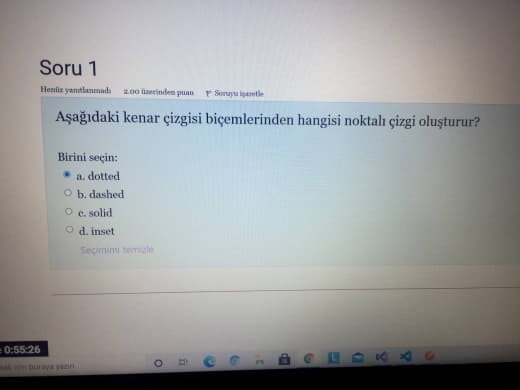 Soru 1
Henüz yanıtlanmadı 2.00 üzerinden puan Soruyu işaretle
Aşağıdaki kenar çizgisi biçemlerinden hangisi noktalı çizgi oluşturur?
Birini seçin:
a. dotted
b. dashed
c. solid
d. inset
Seçimimi temizle
0:55:26
için buraya yazın